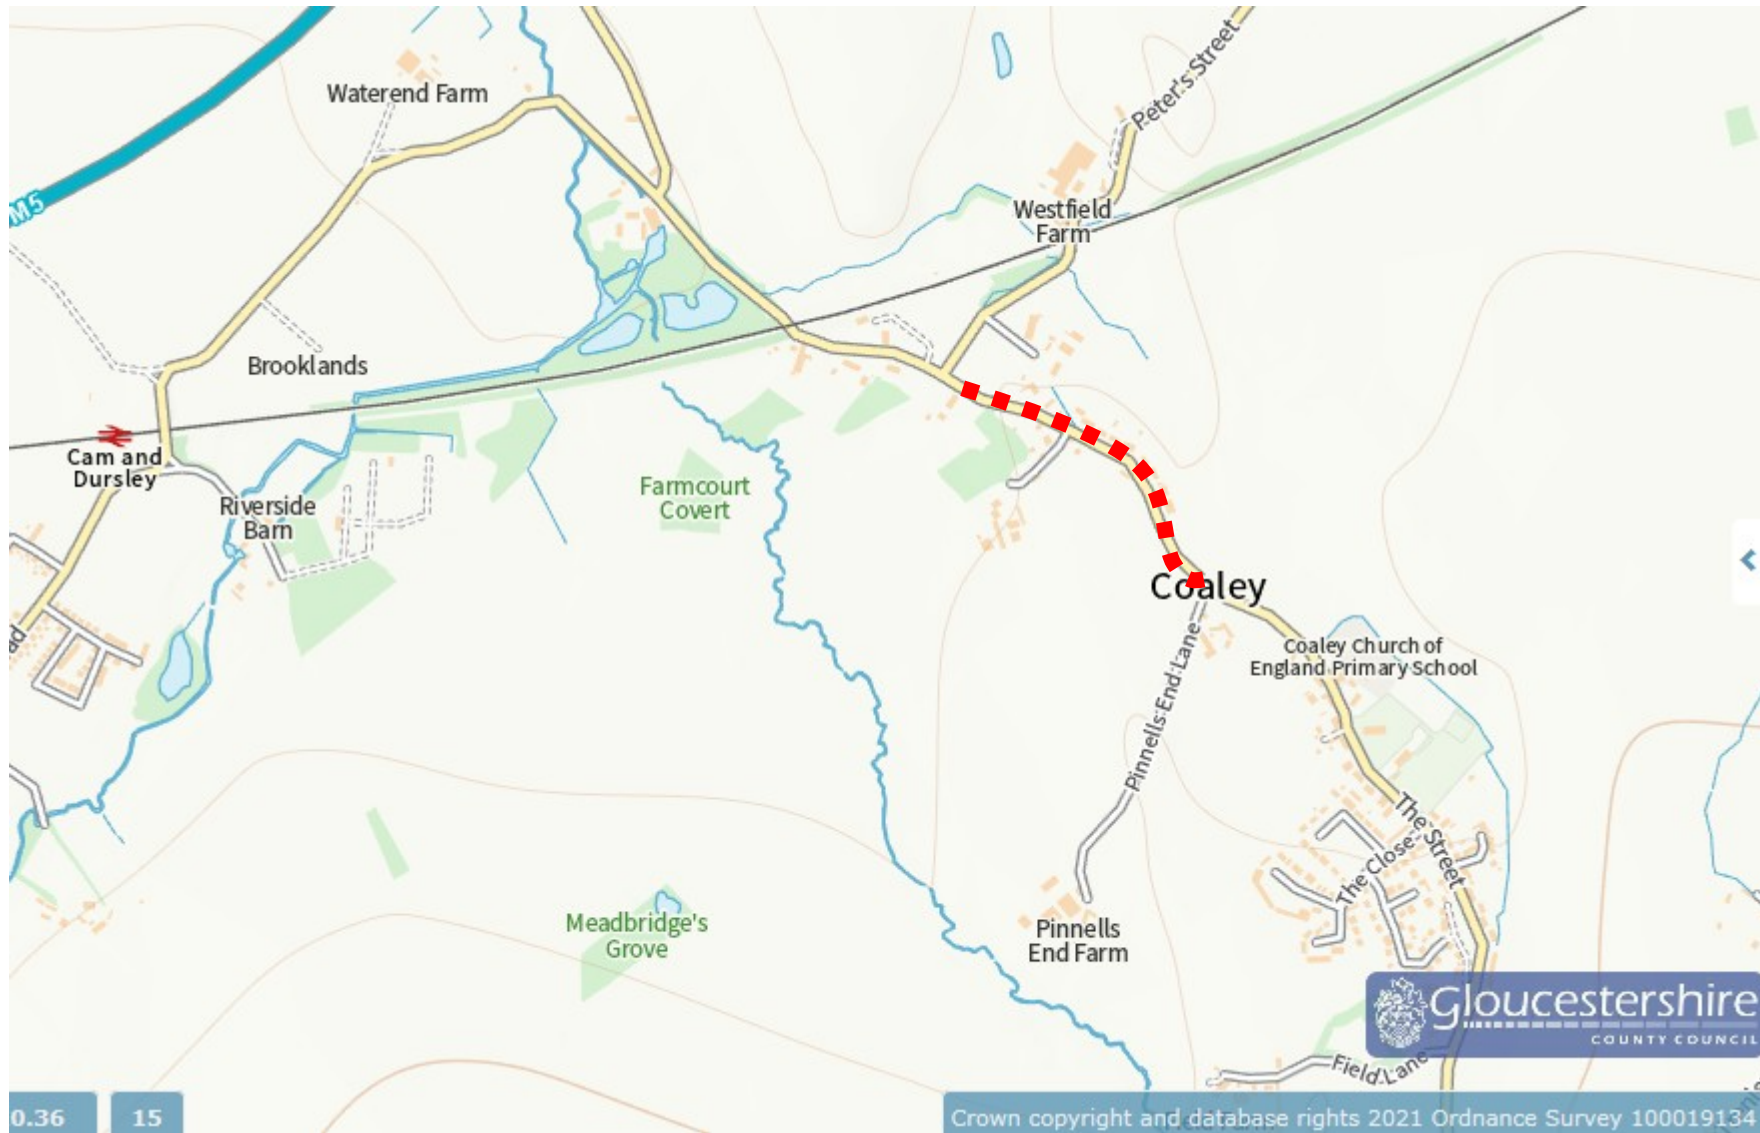 Waterend Farm
Peter's Street
M5
Westfield
Farm
Brooklands
Cam and
Dursley
Riverside
Barn
Farmcourt
Covert
Coaley
Coaley Church of
England Primary School
Pinnells End Lane
The Street
The Close
Meadbridge's
Grove
Pinnells
End Farm
Gloucestershire
COUNTY COUNCIL
Field Lane
0.36
15
Crown copyright and database rights 2021 Ordnance Survey 100019134